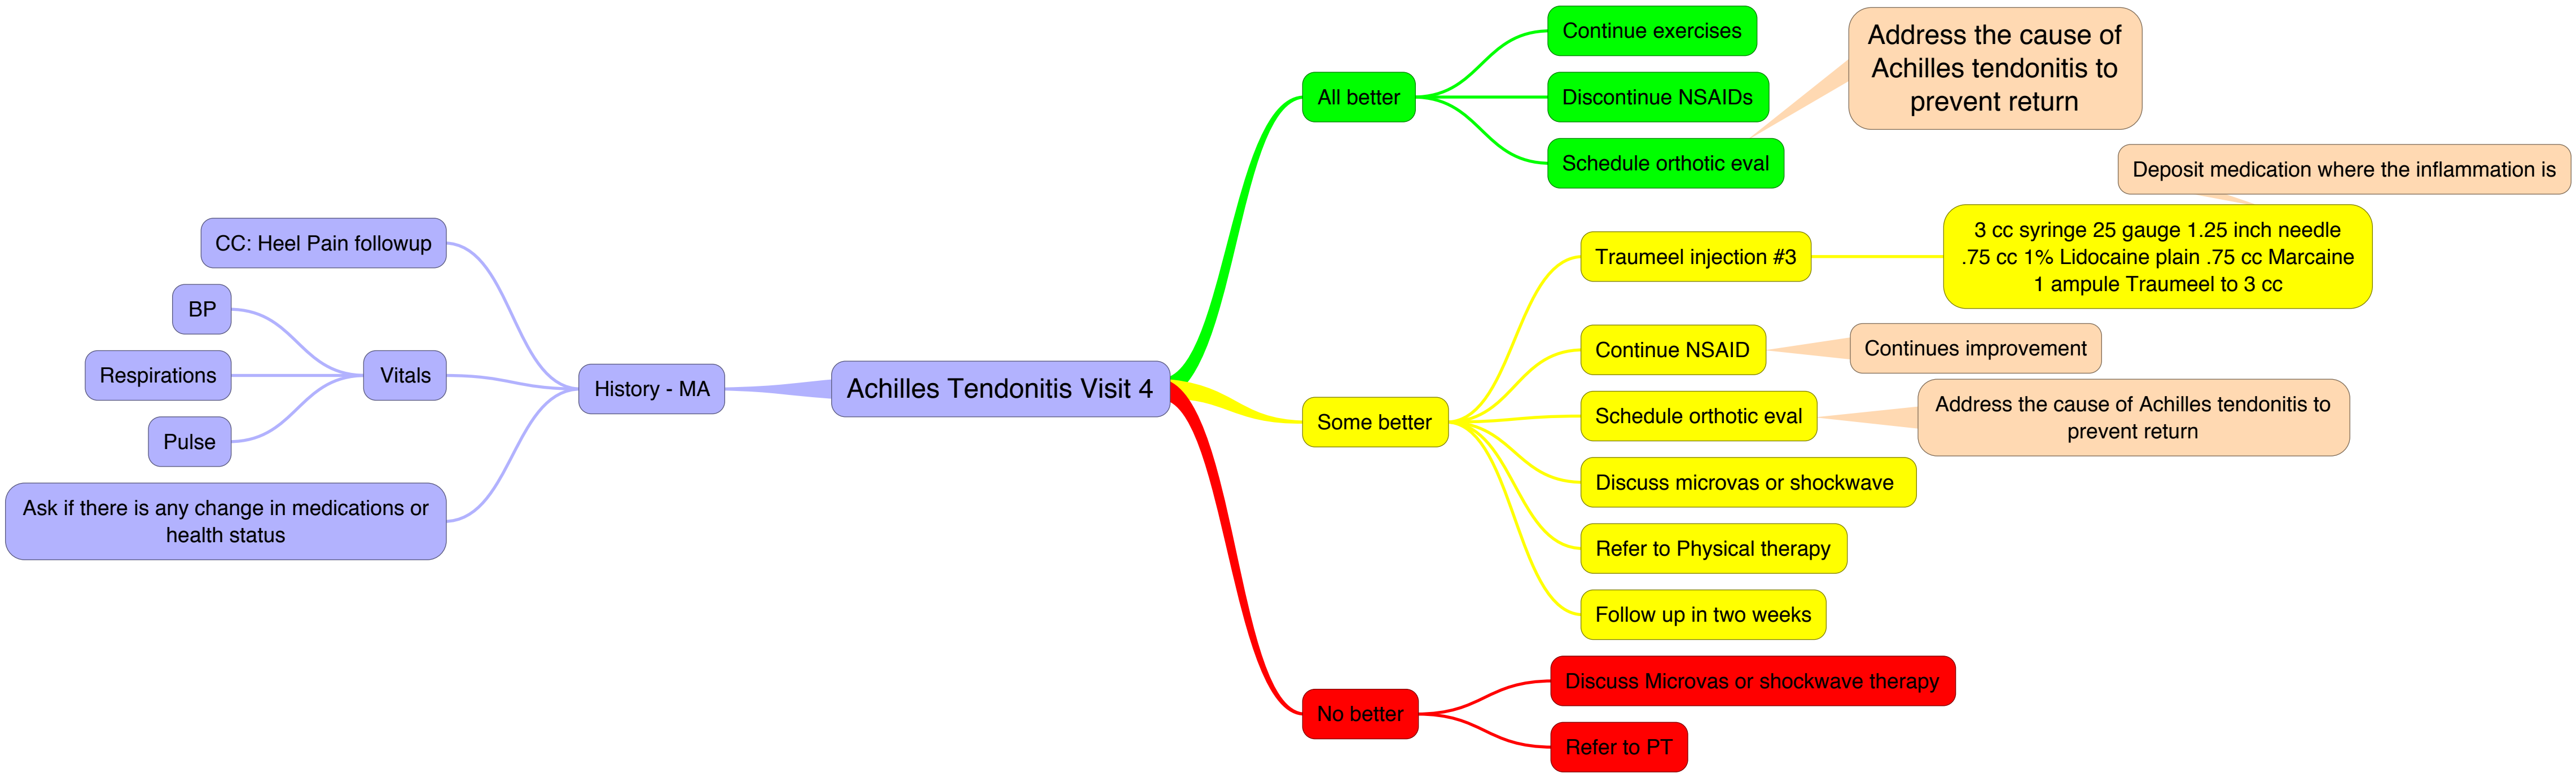 Achilles Tendonitis Visit 4
History - MA
CC: Heel Pain followup
Vitals
BP
Respirations
Pulse
Ask if there is any change in medications or
health status
All better
Continue exercises
Discontinue NSAIDs
Schedule orthotic eval
Address the cause of
Achilles tendonitis to
prevent return
Some better
Traumeel injection #3
3 cc syringe 25 gauge 1.25 inch needle
.75 cc 1% Lidocaine plain .75 cc Marcaine
1 ampule Traumeel to 3 cc
Deposit medication where the inflammation is
Continue NSAID
Continues improvement
Schedule orthotic eval
Address the cause of Achilles tendonitis to
prevent return
Discuss microvas or shockwave
Refer to Physical therapy
Follow up in two weeks
No better
Discuss Microvas or shockwave therapy
Refer to PT